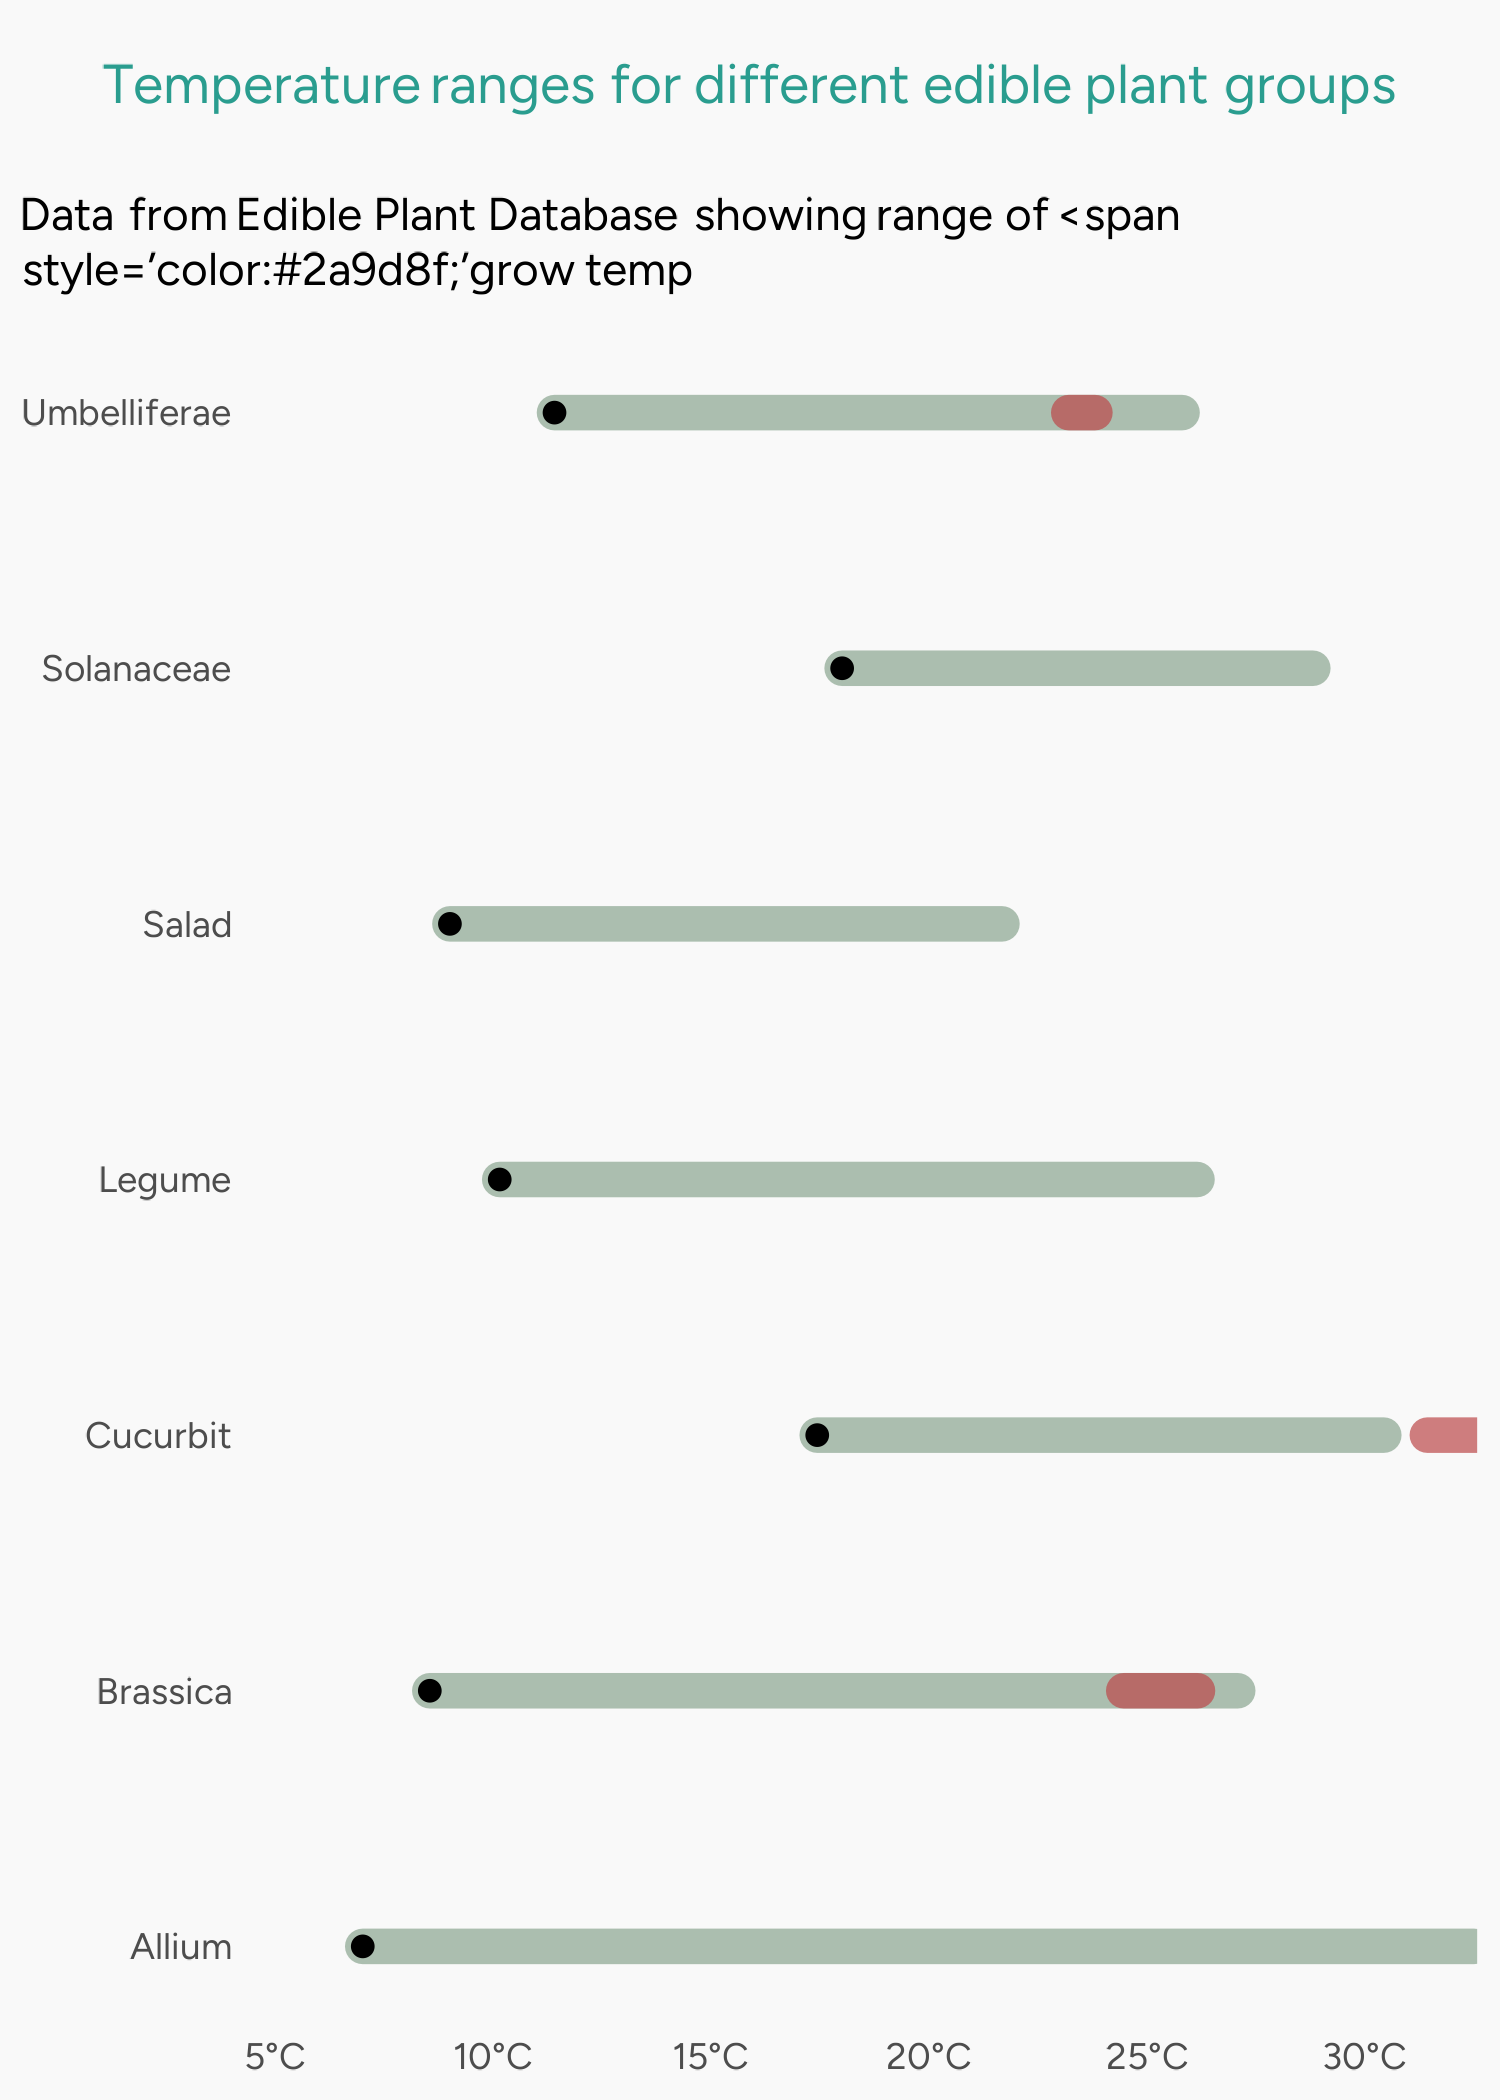 Temperature ranges for different edible plant groups
Data from Edible Plant Database showing range of <span
style=’color:#2a9d8f;’grow temp
Umbelliferae
Solanaceae
Salad
Legume
Cucurbit
Brassica
Allium
5°C 10°C 15°C 20°C 25°C 30°C